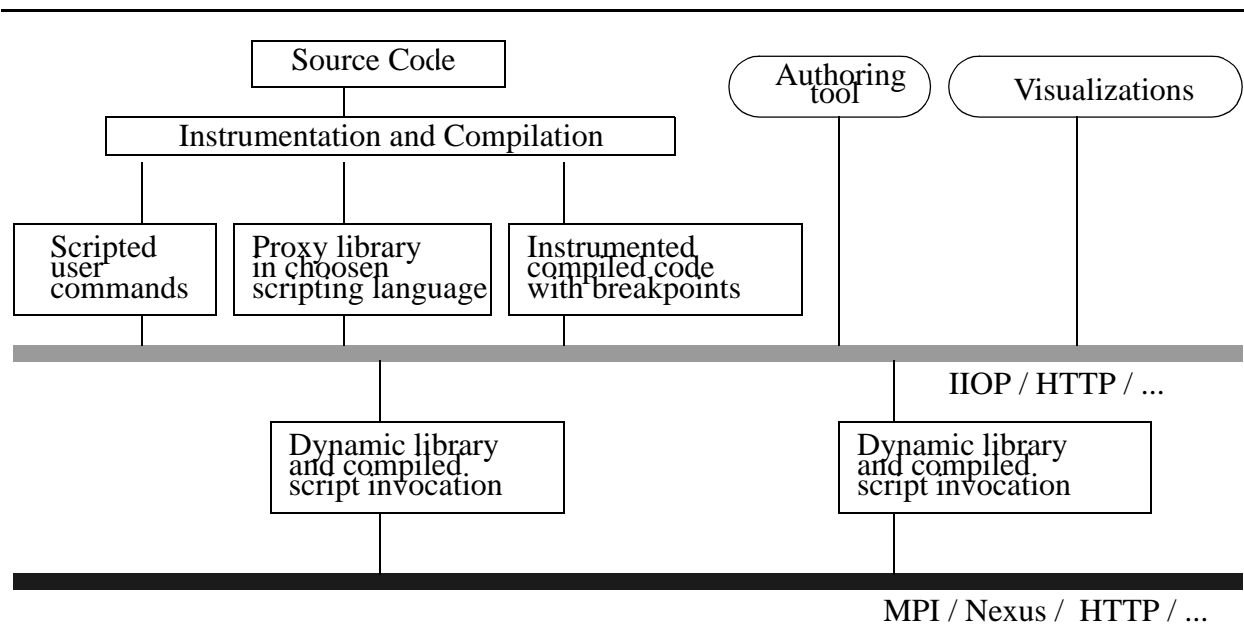 Source Code
Authoring
tool
Visualizations
Instrumentation and Compilation
Scripted
user
commands
Proxy library
in choosen
scripting language
Instrumented
compiled code
with breakpoints
IIOP / HTTP / ...
Dynamic library
and compiled.
script invocation
Dynamic library
and compiled.
script invocation
MPI / Nexus / HTTP / ...